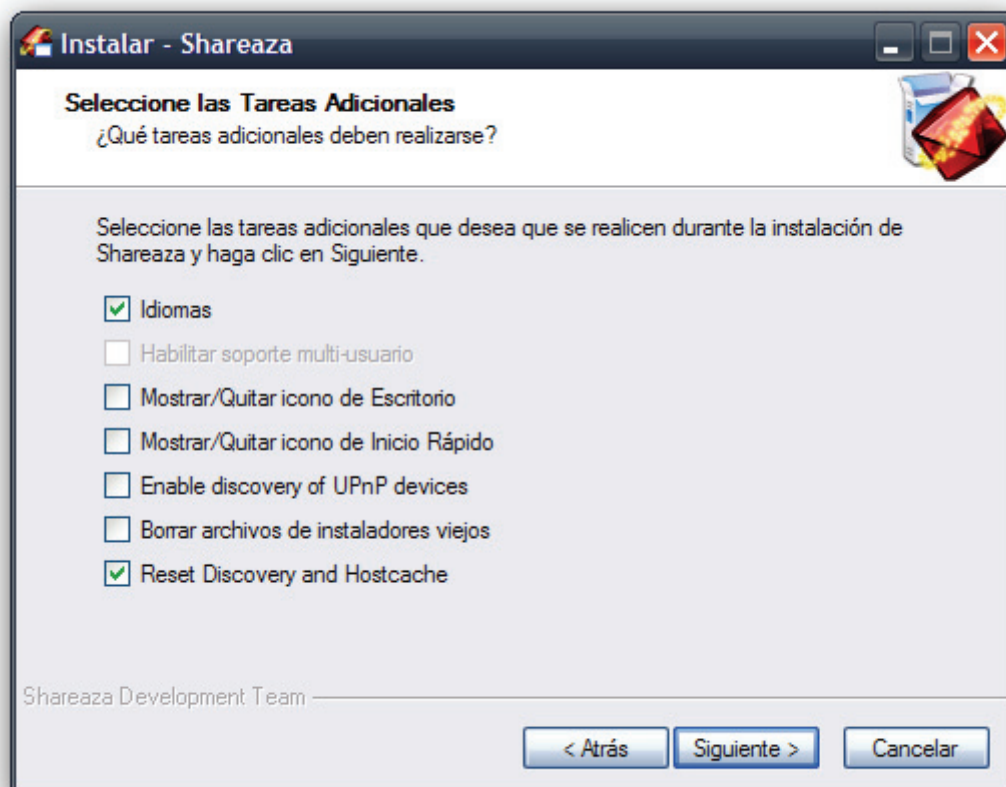 Instalar - Shareaza
Seleccione las Tareas Adicionales
¿Qué tareas adicionales deben realizarse?
Seleccione las tareas adicionales que desea que se realicen durante la instalación de
Shareaza y haga clic en Siguiente.
Idiomas
Habilitar soporte multi-usuario
Mostrar/Quitar icono de Escritorio
Mostrar/Quitar icono de Inicio Rápido
Enable discovery of UPnP devices
Borrar archivos de instaladores viejos
Reset Discovery and Hostcache
Shareaza Development Team
< Atrás
Siguiente >
Cancelar